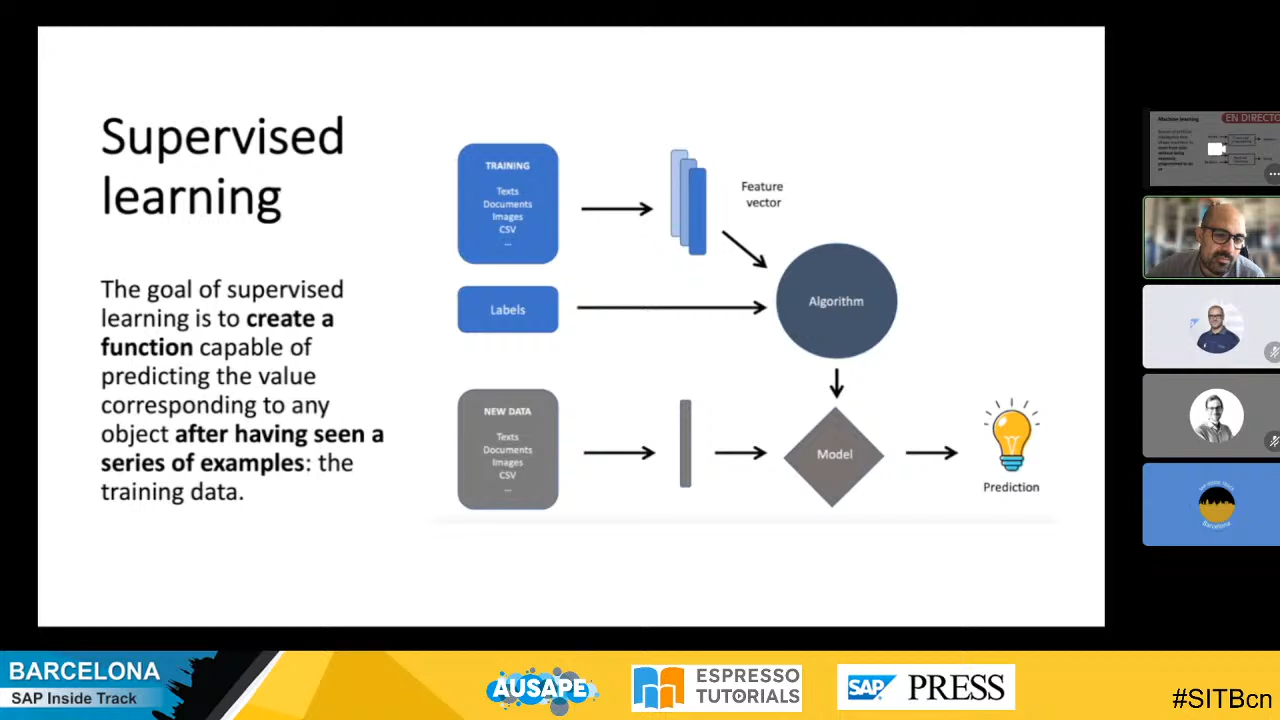 Supervised
learning
The goal of supervised
learning is to create a
function capable of
predicting the value
corresponding to any
object after having seen a
series of examples: the
training data.
TRAINING
Texts
Documents
Images
CSV
...
Labels
Feature
vector
Algorithm
NEW DATA
Texts
Documents
Images
CSV
...
Model
Prediction
Machine learning
EN DIRECTO
Barcelona
BARCELONA
SAP Inside Track
AUSAPE
ESPRESSO
TUTORIALS
SAP PRESS
#SITBcn